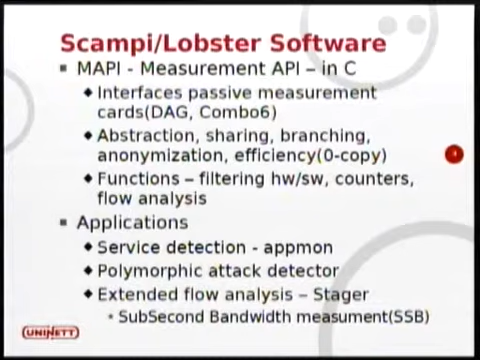 Scampi/Lobster Software
MAPI - Measurement API – in C
Interfaces passive measurement
cards(DAG, Combo6)
Abstraction, sharing, branching,
anonymization, efficiency(0-copy)
Functions – filtering hw/sw, counters,
flow analysis
Applications
Service detection - appmon
Polymorphic attack detector
Extended flow analysis – Stager
SubSecond Bandwidth measument(SSB)
UNINETT